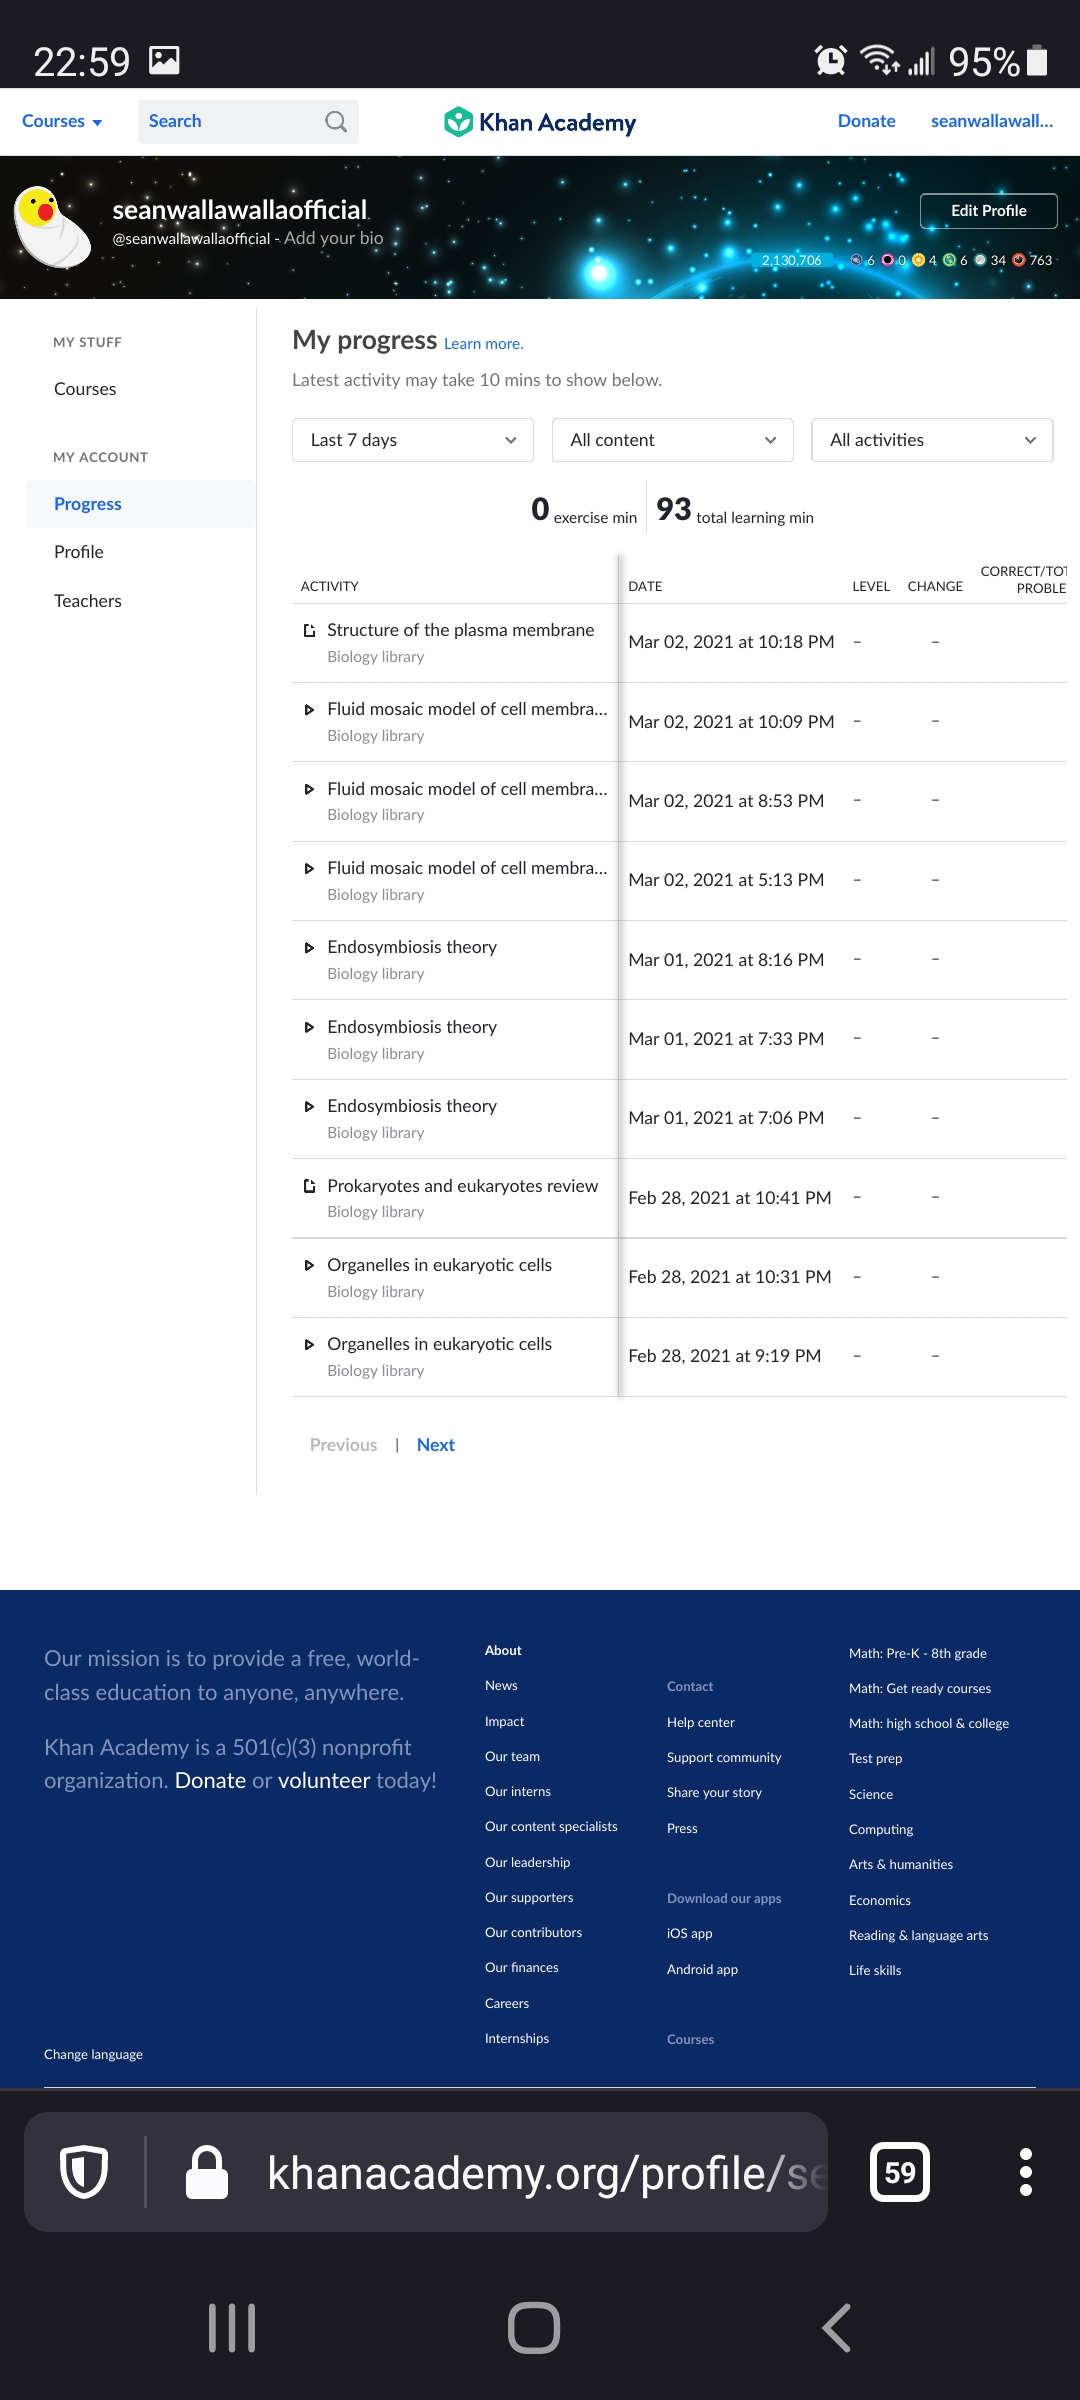 22:59 95%
Courses Search Khan Academy Donate seanwallawall...
seanwallawallaofficial
@seanwallawallaofficial - Add your bio
Edit Profile
2,130,706 6 0 4 6 34 763
MY STUFF
Courses
MY ACCOUNT
Progress
Profile
Teachers
My progress Learn more.
Latest activity may take 10 mins to show below.
Last 7 days All content All activities
0 exercise min 93 total learning min
ACTIVITY DATE LEVEL CHANGE CORRECT/TOT
PROBLE
Structure of the plasma membrane Mar 02, 2021 at 10:18 PM – –
Biology library
Fluid mosaic model of cell membra... Mar 02, 2021 at 10:09 PM – –
Biology library
Fluid mosaic model of cell membra... Mar 02, 2021 at 8:53 PM – –
Biology library
Fluid mosaic model of cell membra... Mar 02, 2021 at 5:13 PM – –
Biology library
Endosymbiosis theory Mar 01, 2021 at 8:16 PM – –
Biology library
Endosymbiosis theory Mar 01, 2021 at 7:33 PM – –
Biology library
Endosymbiosis theory Mar 01, 2021 at 7:06 PM – –
Biology library
Prokaryotes and eukaryotes review Feb 28, 2021 at 10:41 PM – –
Biology library
Organelles in eukaryotic cells Feb 28, 2021 at 10:31 PM – –
Biology library
Organelles in eukaryotic cells Feb 28, 2021 at 9:19 PM – –
Biology library
Previous | Next
Our mission is to provide a free, world-
class education to anyone, anywhere.
Khan Academy is a 501(c)(3) nonprofit
organization. Donate or volunteer today!
Change language
About
News
Impact
Our team
Our interns
Our content specialists
Our leadership
Our supporters
Our contributors
Our finances
Careers
Internships
Contact
Help center
Support community
Share your story
Press
Download our apps
iOS app
Android app
Courses
Math: Pre-K - 8th grade
Math: Get ready courses
Math: high school & college
Test prep
Science
Computing
Arts & humanities
Economics
Reading & language arts
Life skills
khanacademy.org/profile/se 59